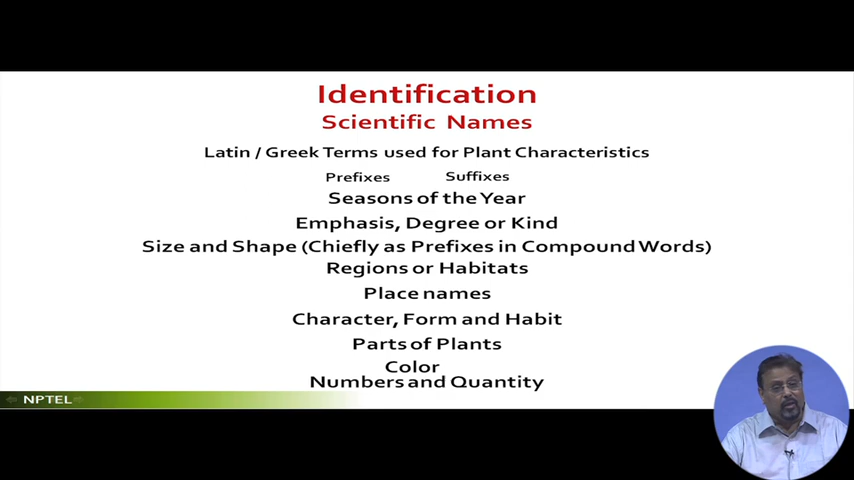 Identification
Scientific Names
Latin / Greek Terms used for Plant Characteristics
Prefixes Suffixes
Seasons of the Year
Emphasis, Degree or Kind
Size and Shape (Chiefly as Prefixes in Compound Words)
Regions or Habitats
Place names
Character, Form and Habit
Parts of Plants
Color
Numbers and Quantity
NPTEL